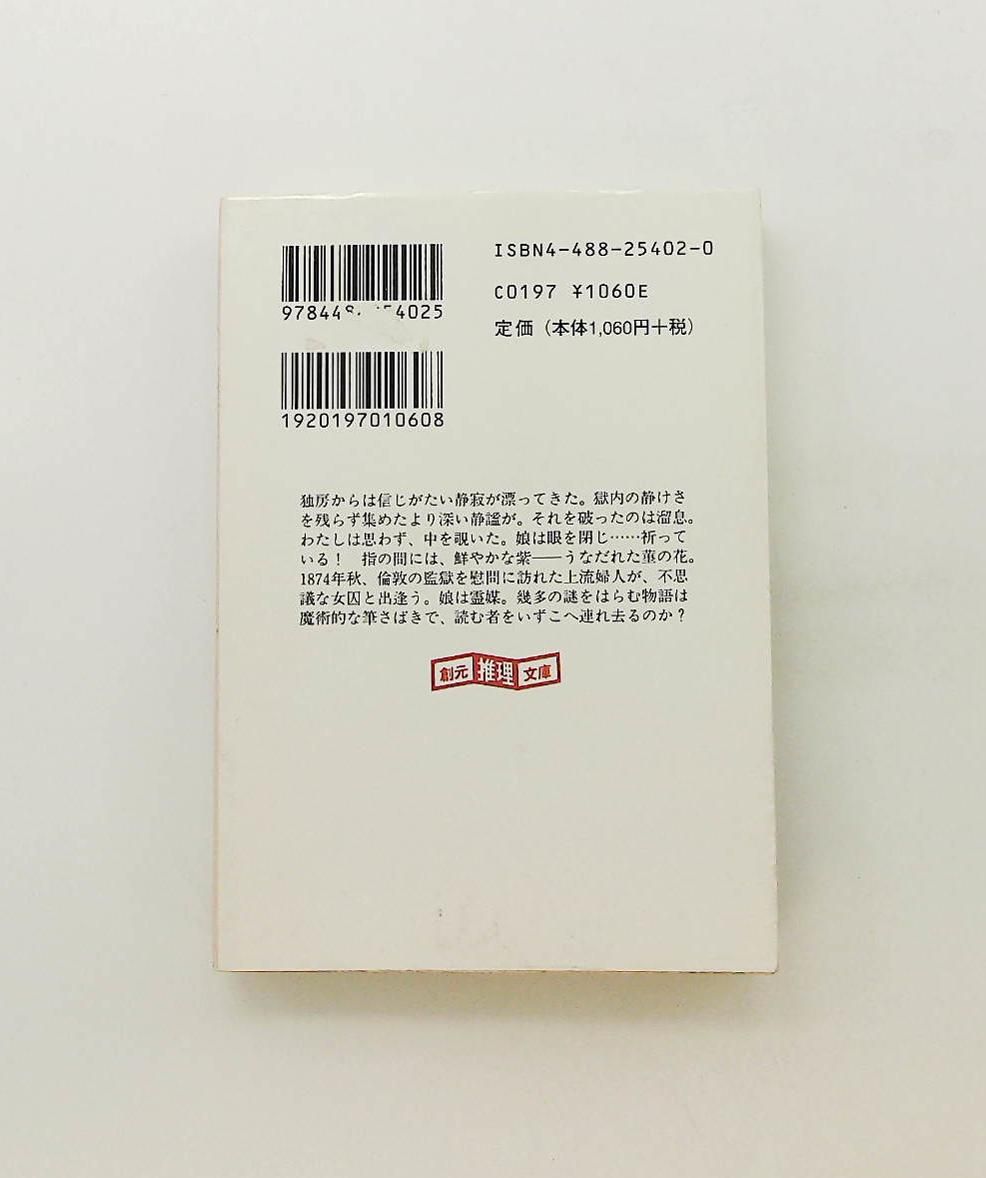 ISBN4-488-25402-0
C0197 ¥1060E
定価（本体1,060円＋税）
97844 4025
1920197010608
独房からは信じがたい静寂が漂ってきた。獄内の静けさ
を残らず集めたより深い静謐が。それを破ったのは溜息。
わたしは思わず、中を覗いた。娘は眼を閉じ……祈って
いる！　指の間には、鮮やかな紫――うなだれた菫の花。
1874年秋、倫敦の監獄を慰問に訪れた上流婦人が、不思
議な女囚と出逢う。娘は霊媒。幾多の謎をはらむ物語は
魔術的な筆さばきで、読む者をいずこへ連れ去るのか？
創元推理文庫